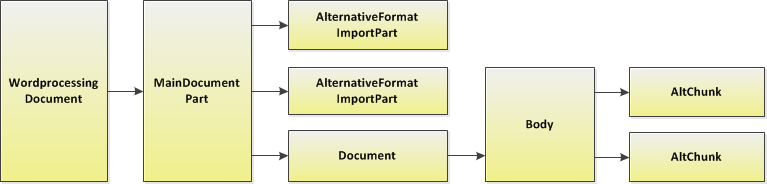 Wordprocessing
Document
MainDocument
Part
AlternativeFormat
ImportPart
AlternativeFormat
ImportPart
Document
Body
AltChunk
AltChunk